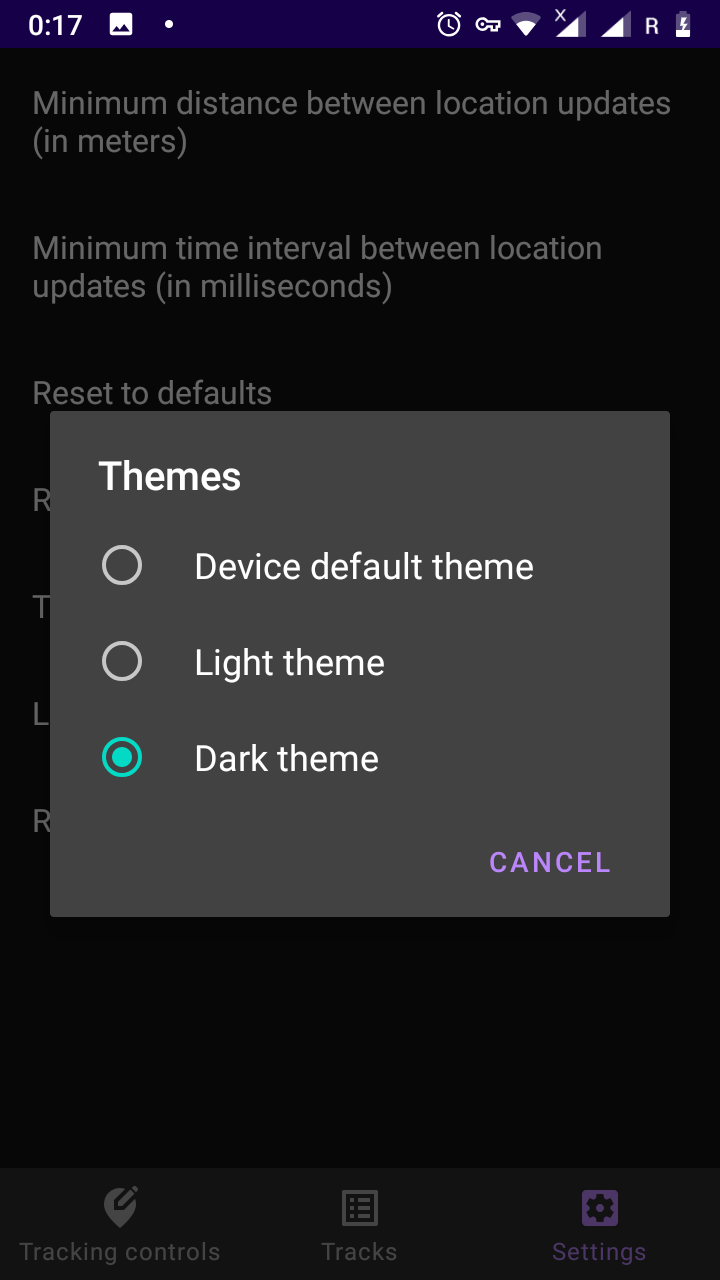 0:17
R
Minimum distance between location updates
(in meters)
Minimum time interval between location
updates (in milliseconds)
Reset to defaults
R
Themes
Device default theme
T
Light theme
L
Dark theme
R
CANCEL
Tracking controls
Tracks
Settings